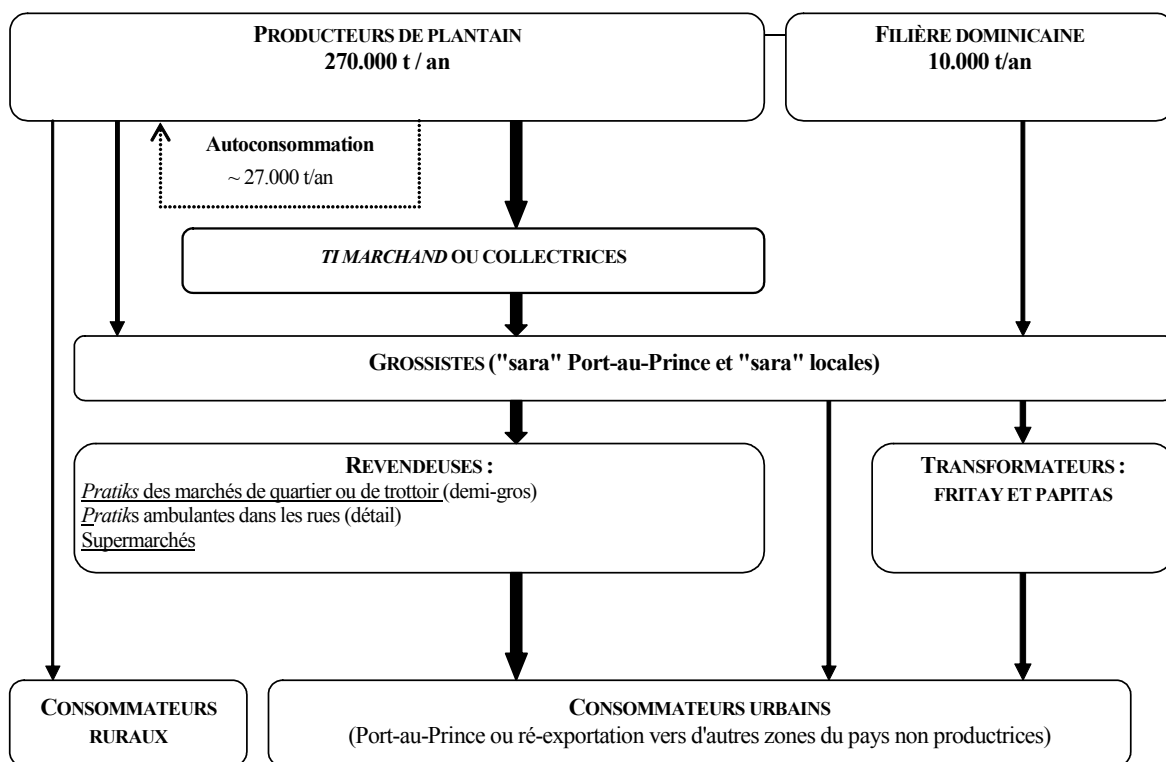 PRODUCTEURS DE PLANTAIN
270.000 t / an
FILIÈRE DOMINICAINE
10.000 t/an
Autoconsommation
~ 27.000 t/an
TI MARCHAND OU COLLECTRICES
GROSSISTES ("sara" Port-au-Prince et "sara" locales)
REVENDEUSES :
Pratiks des marchés de quartier ou de trottoir (demi-gros)
Pratiks ambulantes dans les rues (détail)
Supermarchés
TRANSFORMATEURS :
FRITAY ET PAPITAS
CONSOMMATEURS
RURAUX
CONSOMMATEURS URBAINS
(Port-au-Prince ou ré-exportation vers d'autres zones du pays non productrices)